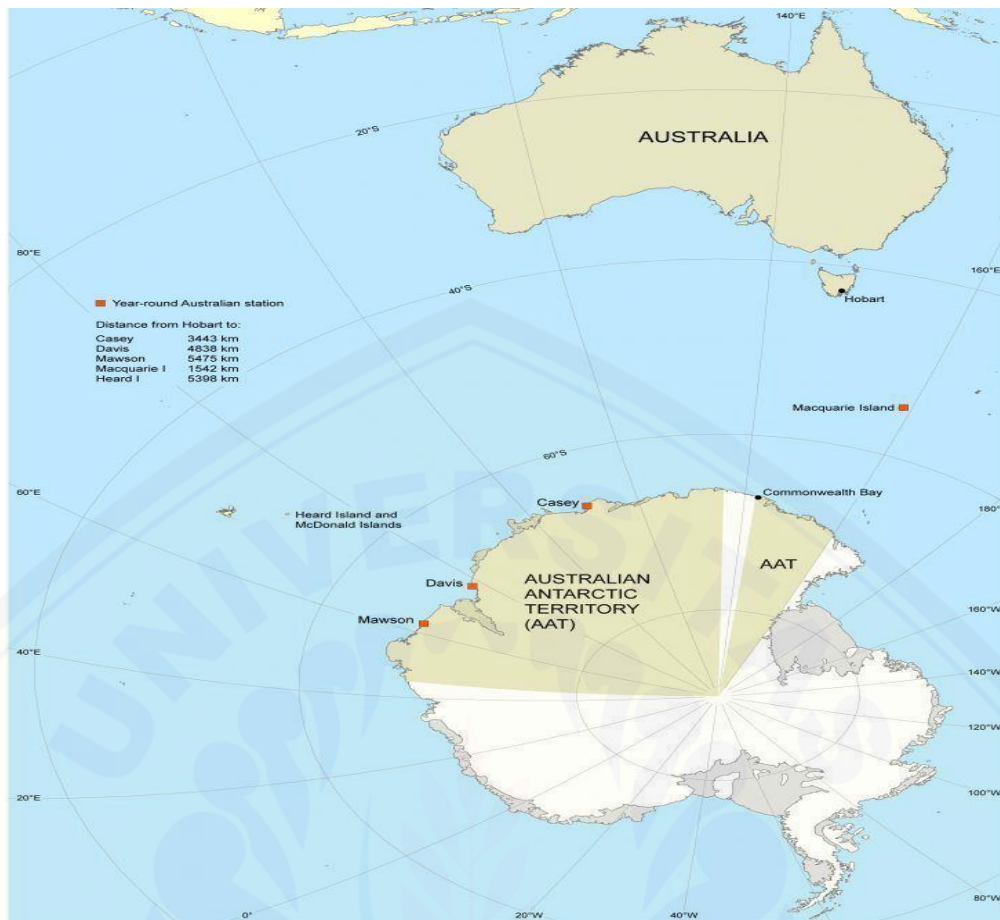 140°E
20°S
AUSTRALIA
80°E
160°E
40°S
Hobart
Year-round Australian station
Distance from Hobart to:
Casey 3443 km
Davis 4838 km
Mawson 5475 km
Macquarie I 1542 km
Heard I 5398 km
Macquarie Island
60°S
60°E
Casey
Commonwealth Bay
180°
Heard Island and
McDonald Islands
AAT
Davis
AUSTRALIAN
ANTARCTIC
TERRITORY
(AAT)
Mawson
160°W
40°E
140°W
120°W
20°E
100°W
80°W
0°
20°W
40°W
UNIVERSIT